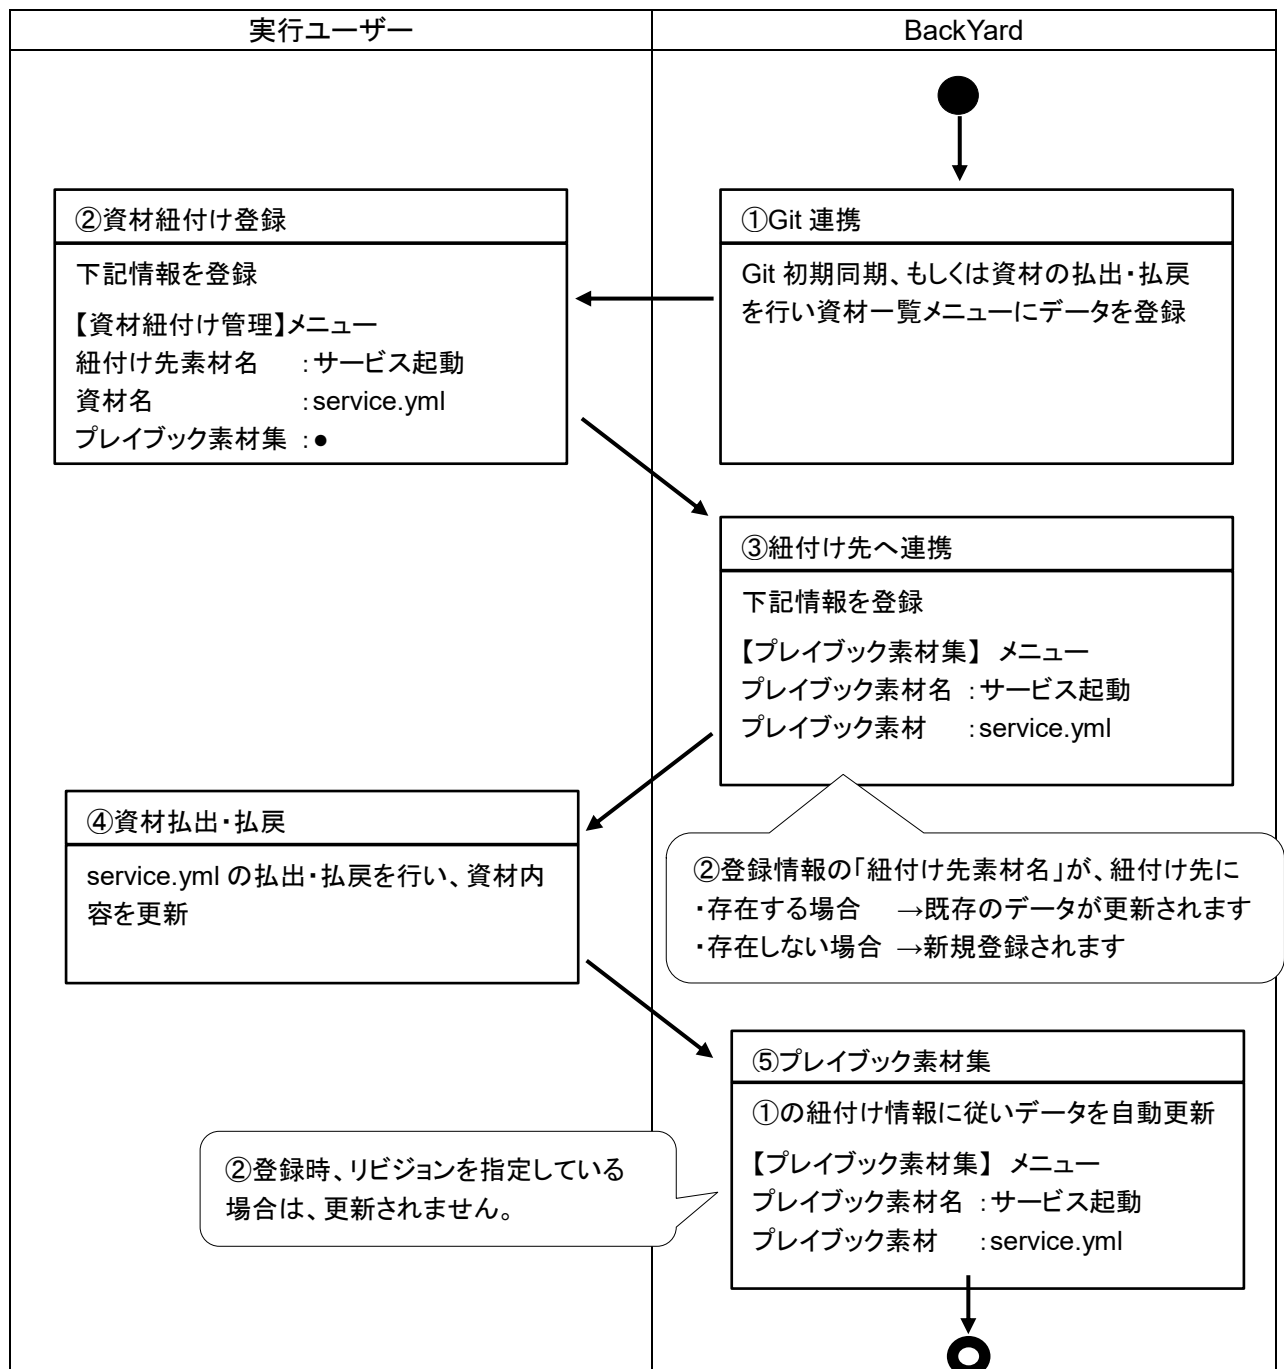 実行ユーザー
BackYard
①Git 連携
Git 初期同期、もしくは資材の払出・払戻
を行い資材一覧メニューにデータを登録
②資材紐付け登録
下記情報を登録
【資材紐付け管理】メニュー
紐付け先素材名 :サービス起動
資材名 :service.yml
プレイブック素材集 :●
③紐付け先へ連携
下記情報を登録
【プレイブック素材集】 メニュー
プレイブック素材名 :サービス起動
プレイブック素材 :service.yml
②登録情報の「紐付け先素材名」が、紐付け先に
・存在する場合 →既存のデータが更新されます
・存在しない場合 →新規登録されます
④資材払出・払戻
service.yml の払出・払戻を行い、資材内
容を更新
⑤プレイブック素材集
①の紐付け情報に従いデータを自動更新
【プレイブック素材集】 メニュー
プレイブック素材名 :サービス起動
プレイブック素材 :service.yml
②登録時、リビジョンを指定している
場合は、更新されません。